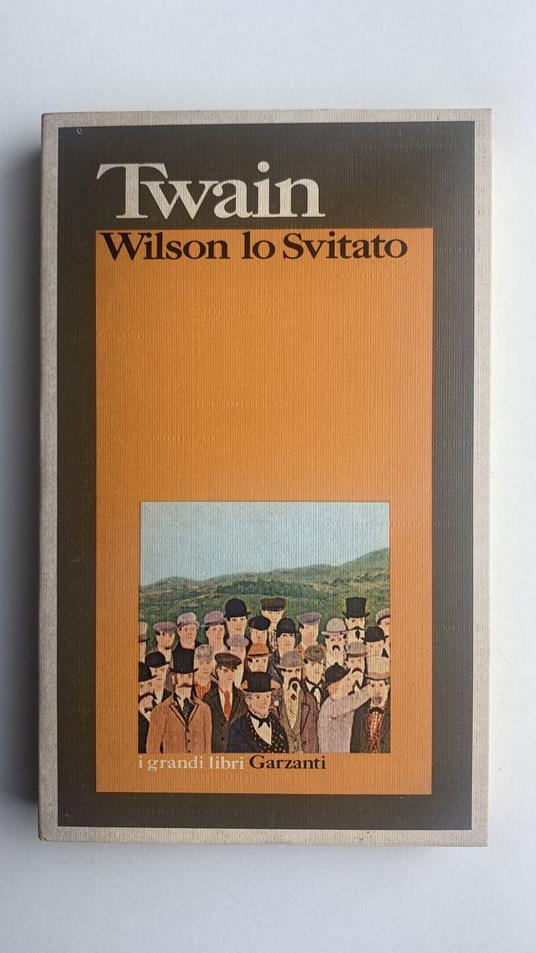 Twain
Wilson lo Svitato
i grandi libri Garzanti